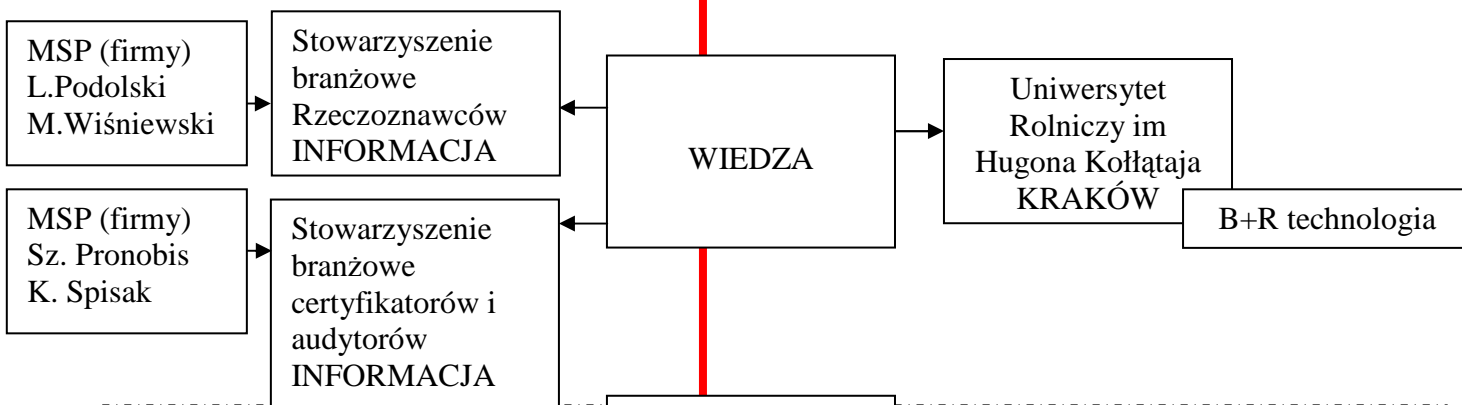 MSP (firmy)
L.Podolski
M.Wiśniewski
Stowarzyszenie
branżowe
Rzeczoznawców
INFORMACJA
WIEDZA
Uniwersytet
Rolniczy im
Hugona Kołłątaja
KRAKÓW
B+R technologia
MSP (firmy)
Sz. Pronobis
K. Spisak
Stowarzyszenie
branżowe
certyfikatorów i
audytorów
INFORMACJA